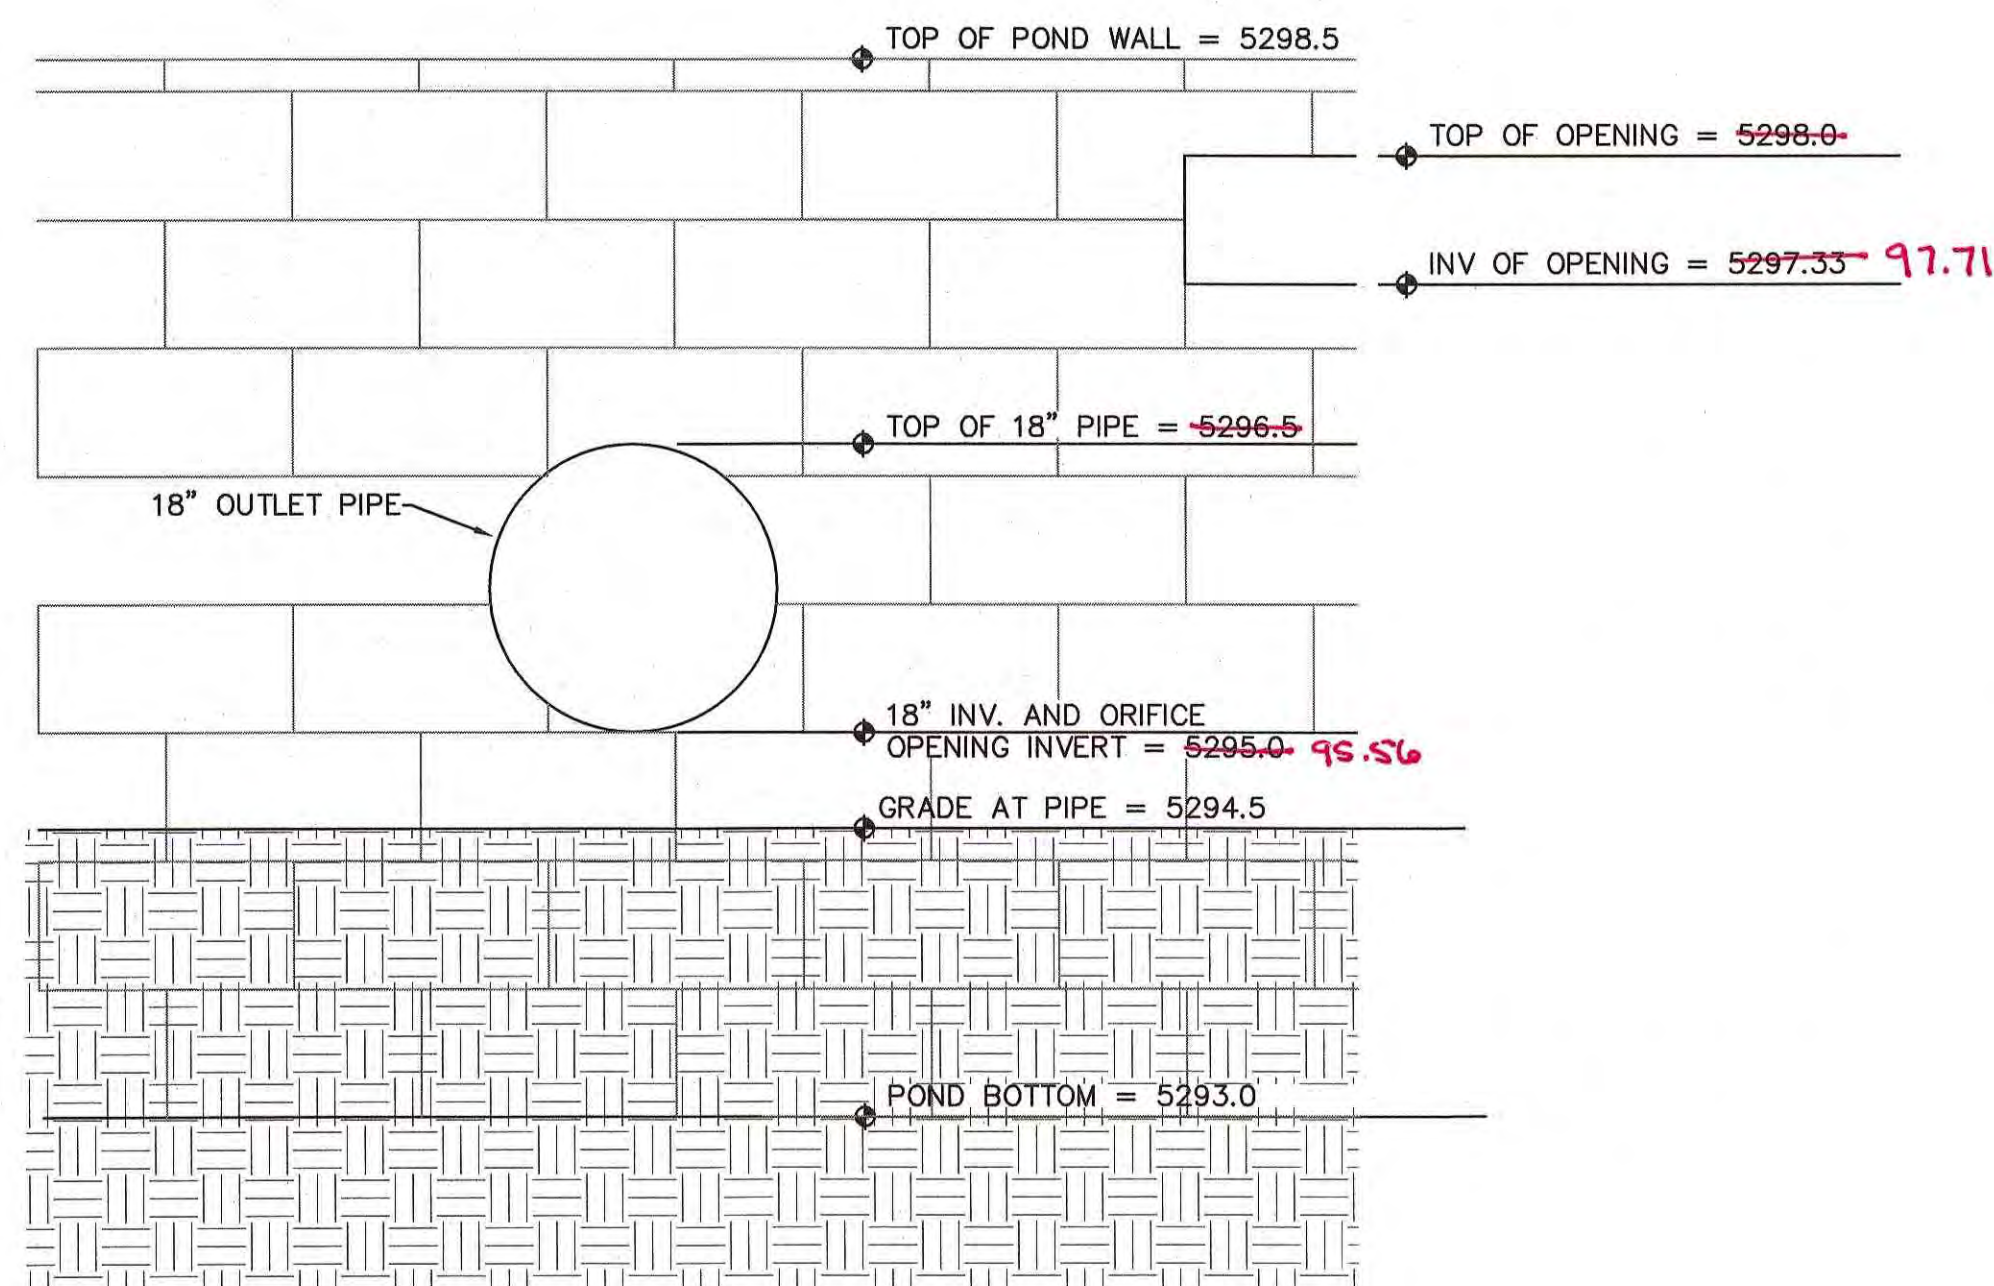 TOP OF POND WALL = 5298.5
TOP OF OPENING = 5298.0
INV OF OPENING = 5297.33 97.71
TOP OF 18" PIPE = 5296.5
18" OUTLET PIPE
18" INV. AND ORIFICE
OPENING INVERT = 5295.0 95.56
GRADE AT PIPE = 5294.5
POND BOTTOM = 5293.0